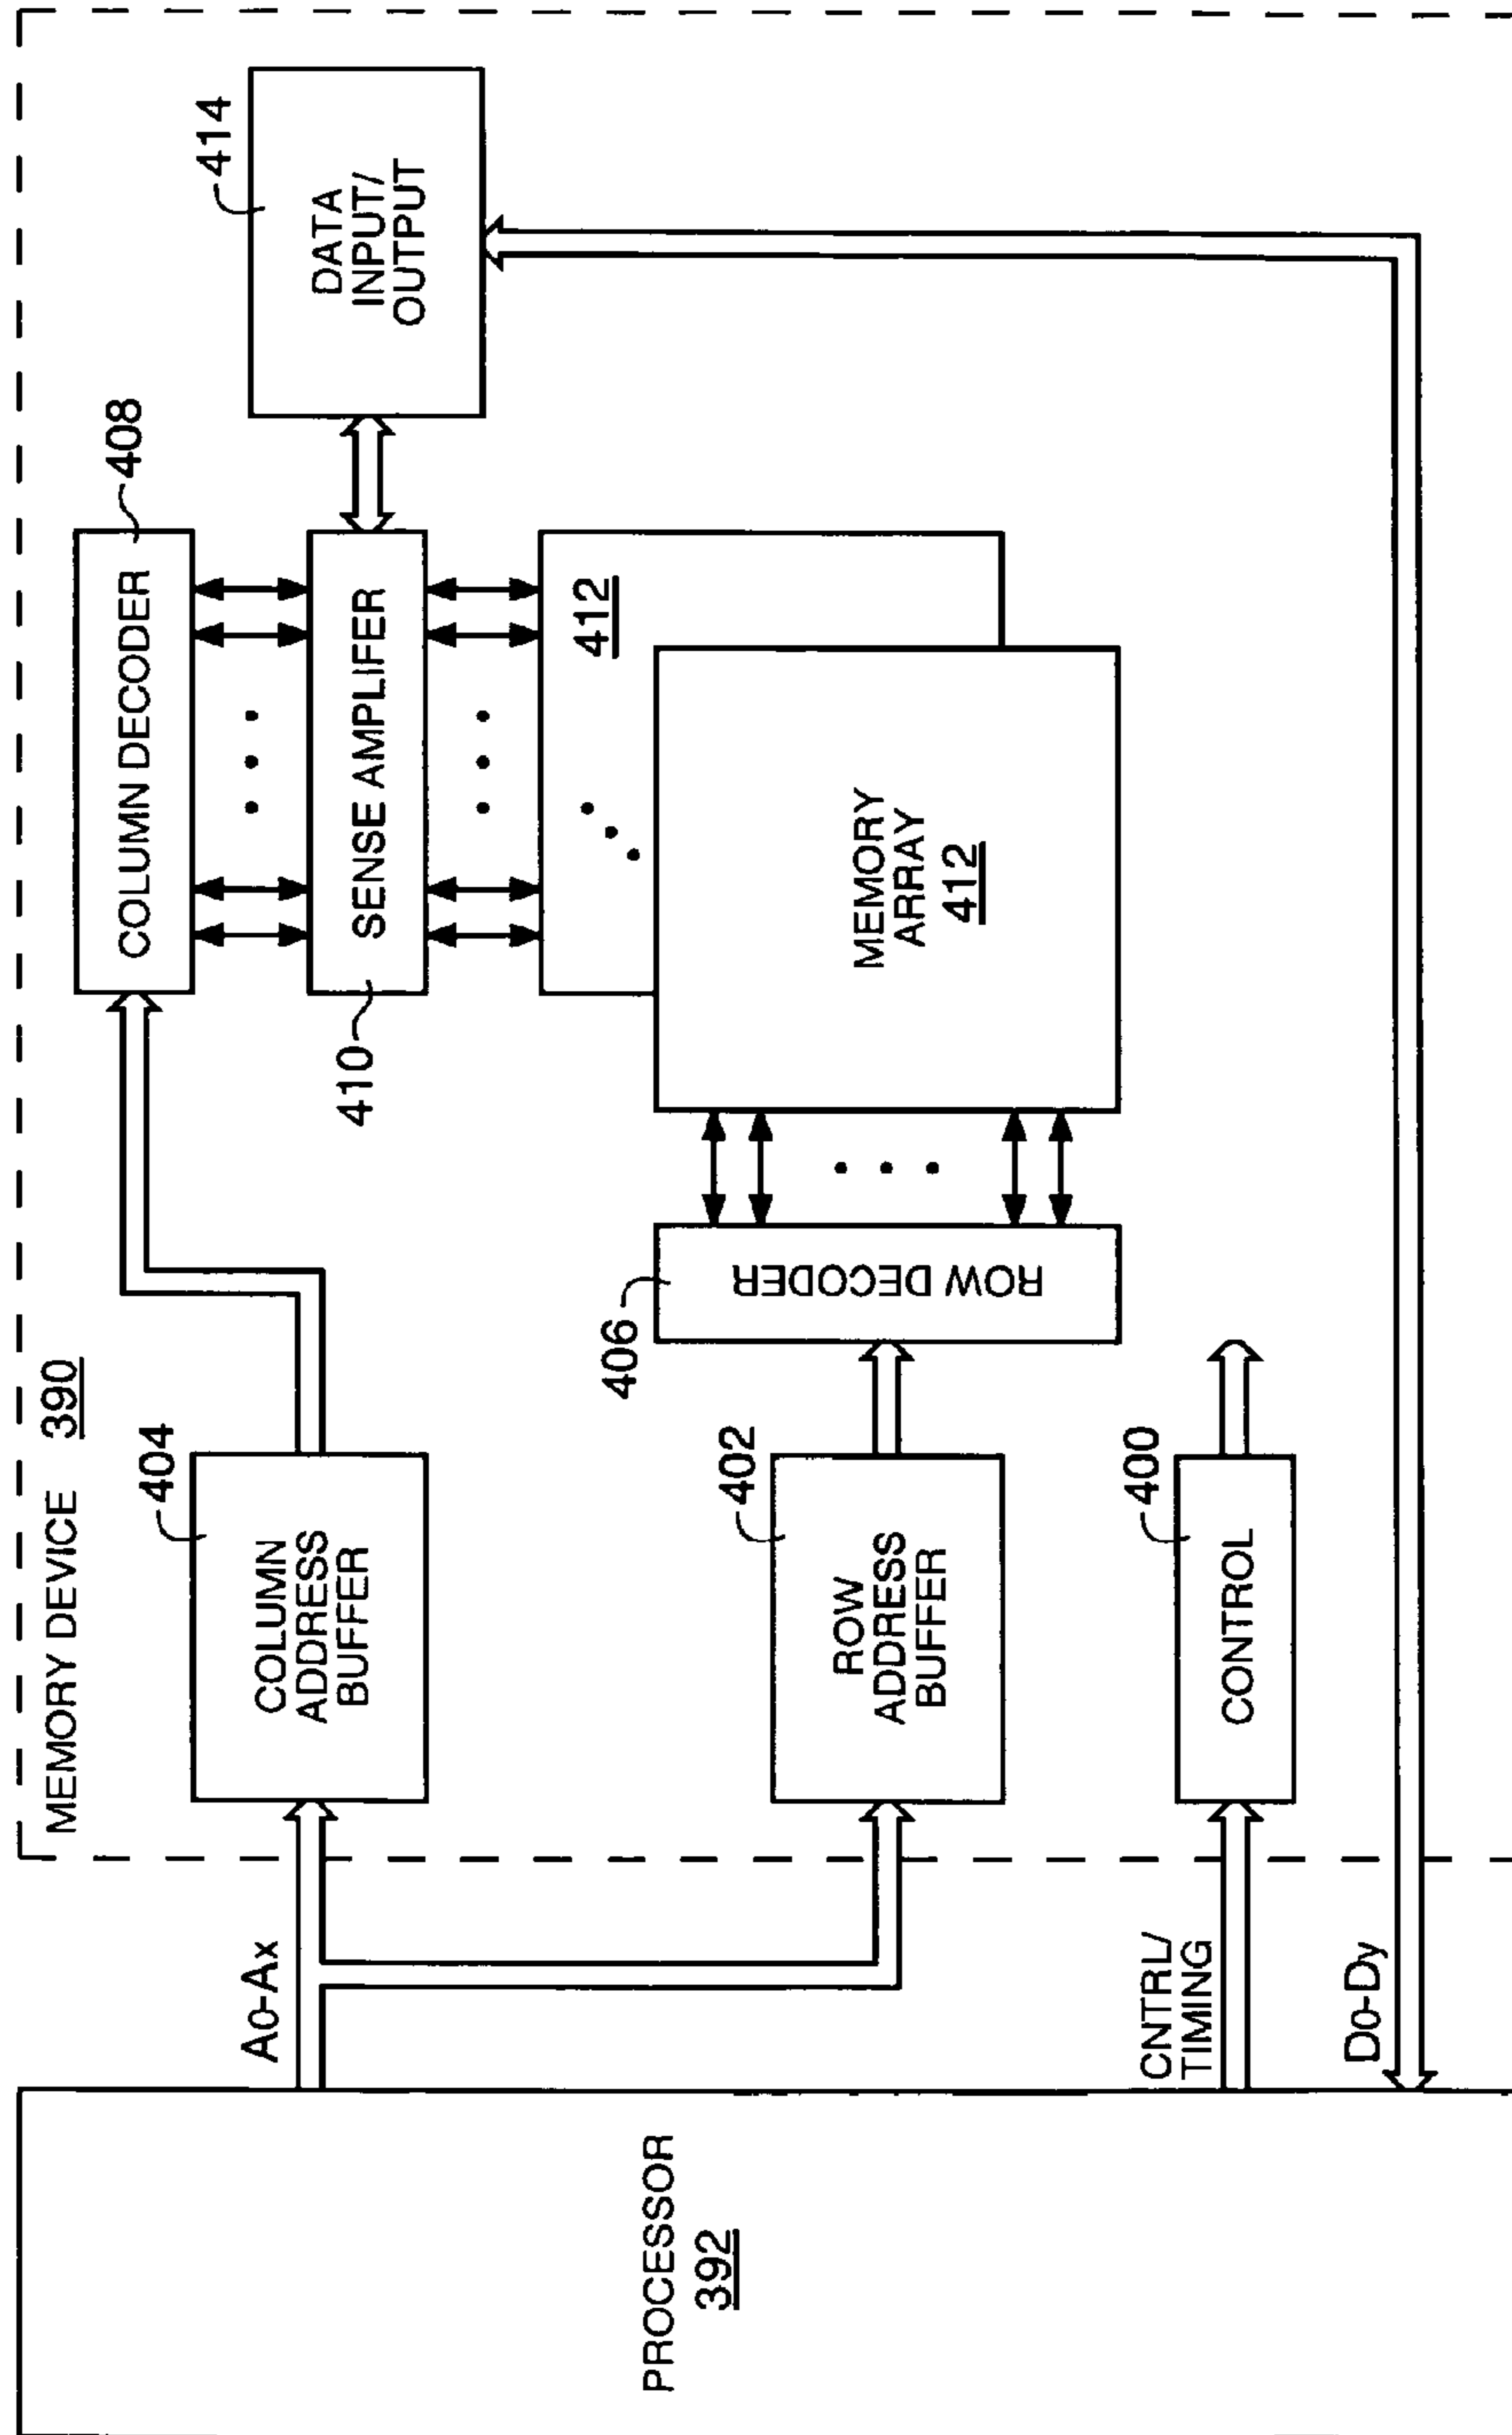 MEMORY DEVICE 390
PROCESSOR
392
A0-Ax
CNTRL/
TIMING
D0-Dy
404
COLUMN
ADDRESS
BUFFER
402
ROW
ADDRESS
BUFFER
400
CONTROL
406
ROW DECODER
408
COLUMN DECODER
410
SENSE AMPLIFER
412
MEMORY
ARRAY
412
414
DATA
INPUT/
OUTPUT